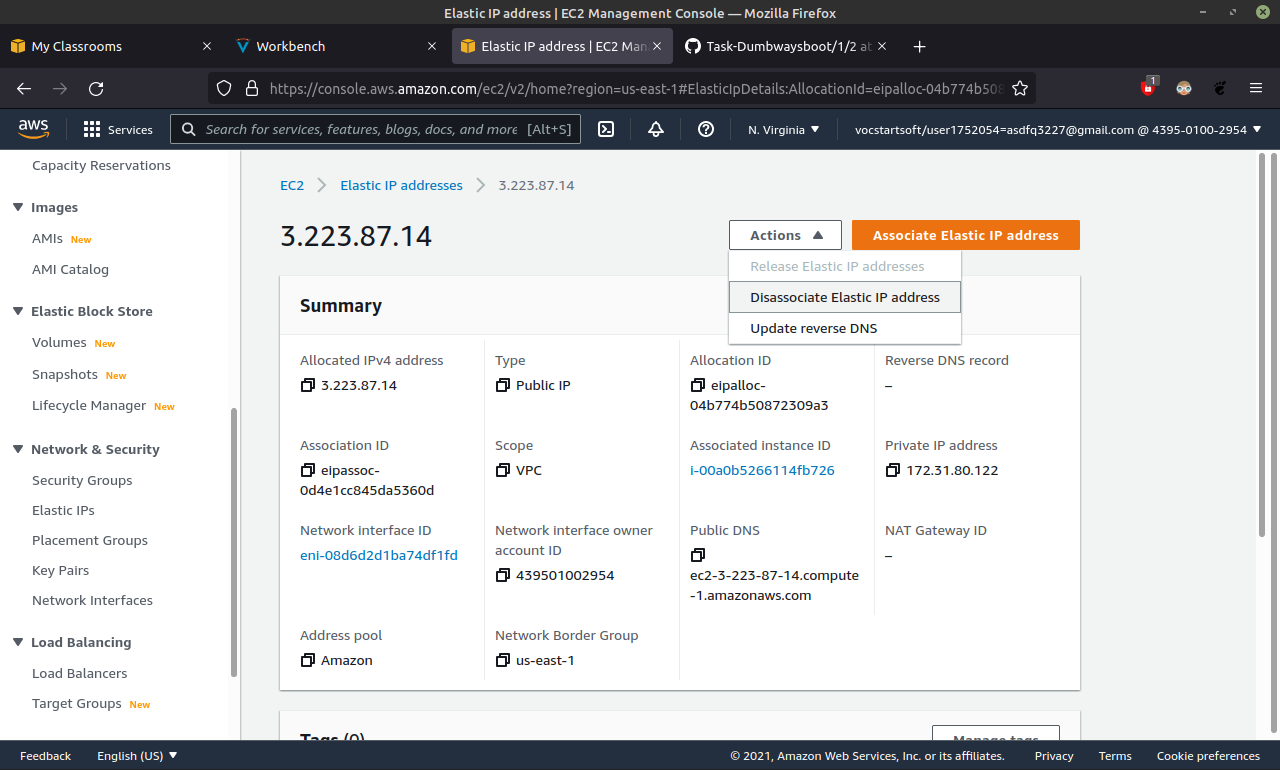 Elastic IP address | EC2 Management Console — Mozilla Firefox
My Classrooms
Workbench
Elastic IP address | EC2 Man
Task-Dumbwaysboot/1/2 at
https://console.aws.amazon.com/ec2/v2/home?region=us-east-1#ElasticIpDetails:AllocationId=eipalloc-04b774b508
1
aws
Services
Search for services, features, blogs, docs, and more [Alt+S]
N. Virginia
vocstartsoft/user1752054=asdfq3227@gmail.com @ 4395-0100-2954
Capacity Reservations
Images
AMIs New
AMI Catalog
Elastic Block Store
Volumes New
Snapshots New
Lifecycle Manager New
Network & Security
Security Groups
Elastic IPs
Placement Groups
Key Pairs
Network Interfaces
Load Balancing
Load Balancers
Target Groups New
EC2
Elastic IP addresses
3.223.87.14
3.223.87.14
Actions
Associate Elastic IP address
Release Elastic IP addresses
Disassociate Elastic IP address
Update reverse DNS
Summary
Allocated IPv4 address
3.223.87.14
Type
Public IP
Allocation ID
eipalloc-
04b774b50872309a3
Reverse DNS record
–
Association ID
eipassoc-
0d4e1cc845da5360d
Scope
VPC
Associated instance ID
i-00a0b5266114fb726
Private IP address
172.31.80.122
Network interface ID
eni-08d6d2d1ba74df1fd
Network interface owner
account ID
439501002954
Public DNS
ec2-3-223-87-14.compute
-1.amazonaws.com
NAT Gateway ID
–
Address pool
Amazon
Network Border Group
us-east-1
Tags (0)
Manage tags
Feedback
English (US)
© 2021, Amazon Web Services, Inc. or its affiliates.
Privacy
Terms
Cookie preferences